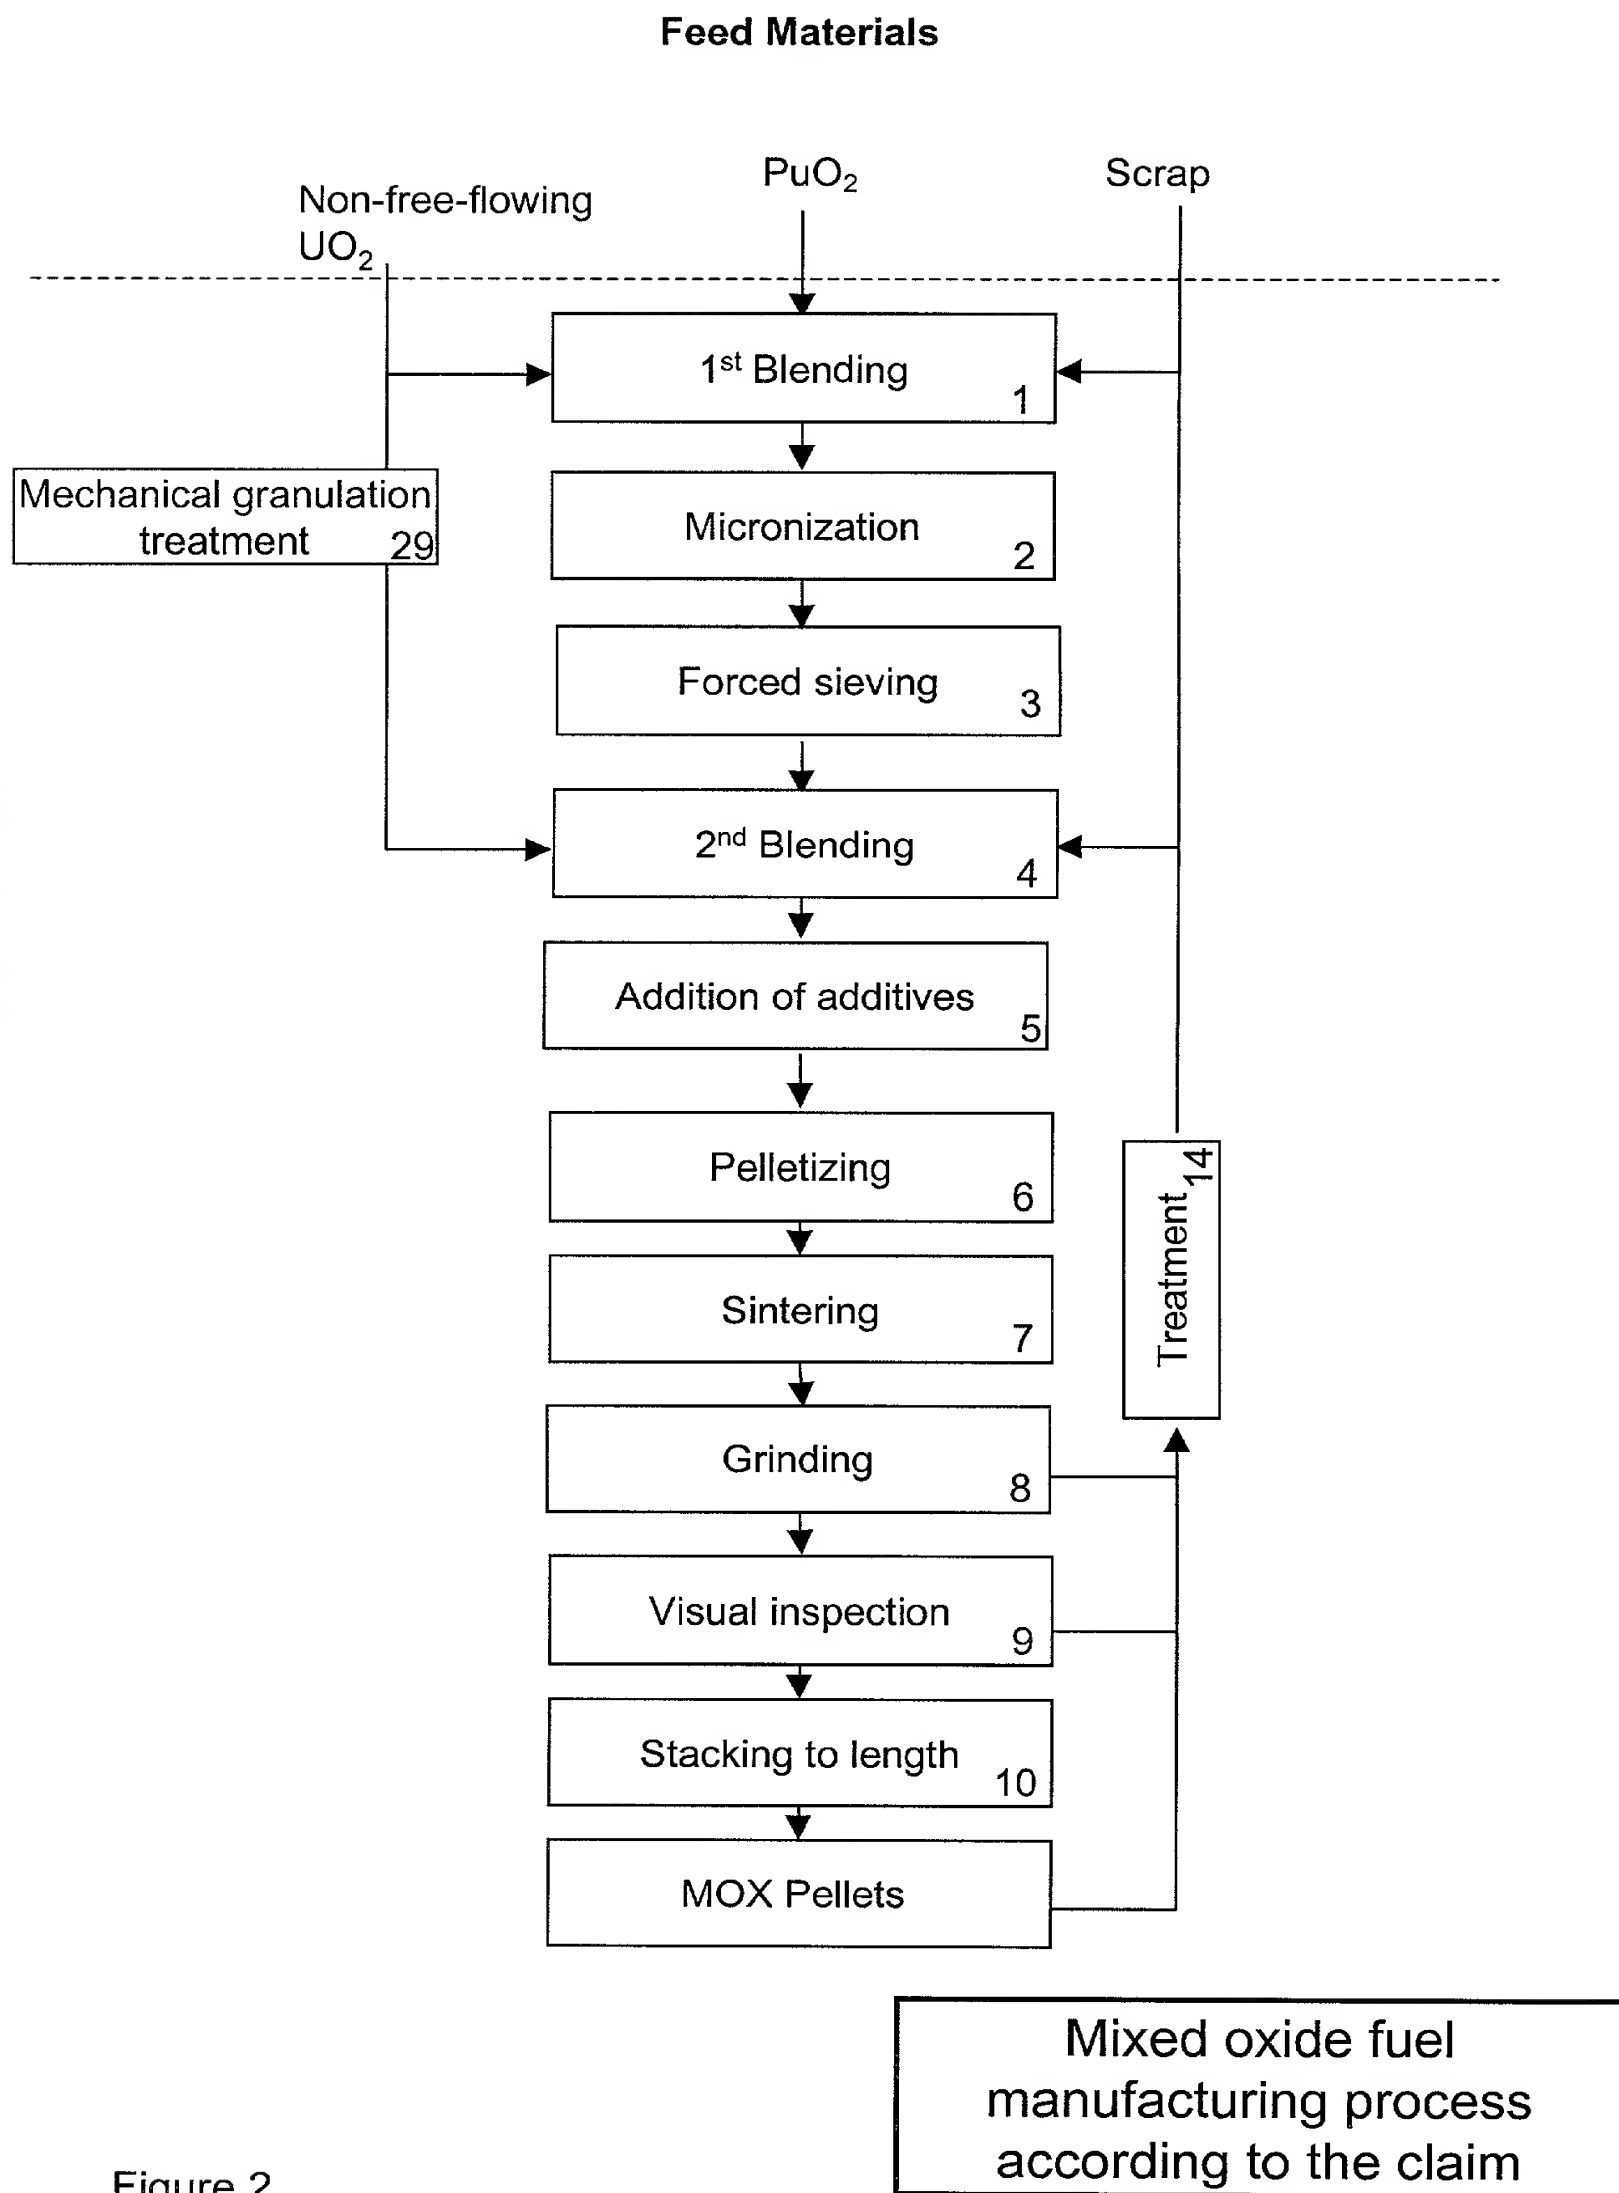 Feed Materials
PuO₂
Scrap
Non-free-flowing
UO₂
1st Blending
1
Mechanical granulation
treatment
29
Micronization
2
Forced sieving
3
2nd Blending
4
Addition of additives
5
Pelletizing
6
Treatment
14
Sintering
7
Grinding
8
Visual inspection
9
Stacking to length
10
MOX Pellets
Mixed oxide fuel
manufacturing process
according to the claim
Figure 2